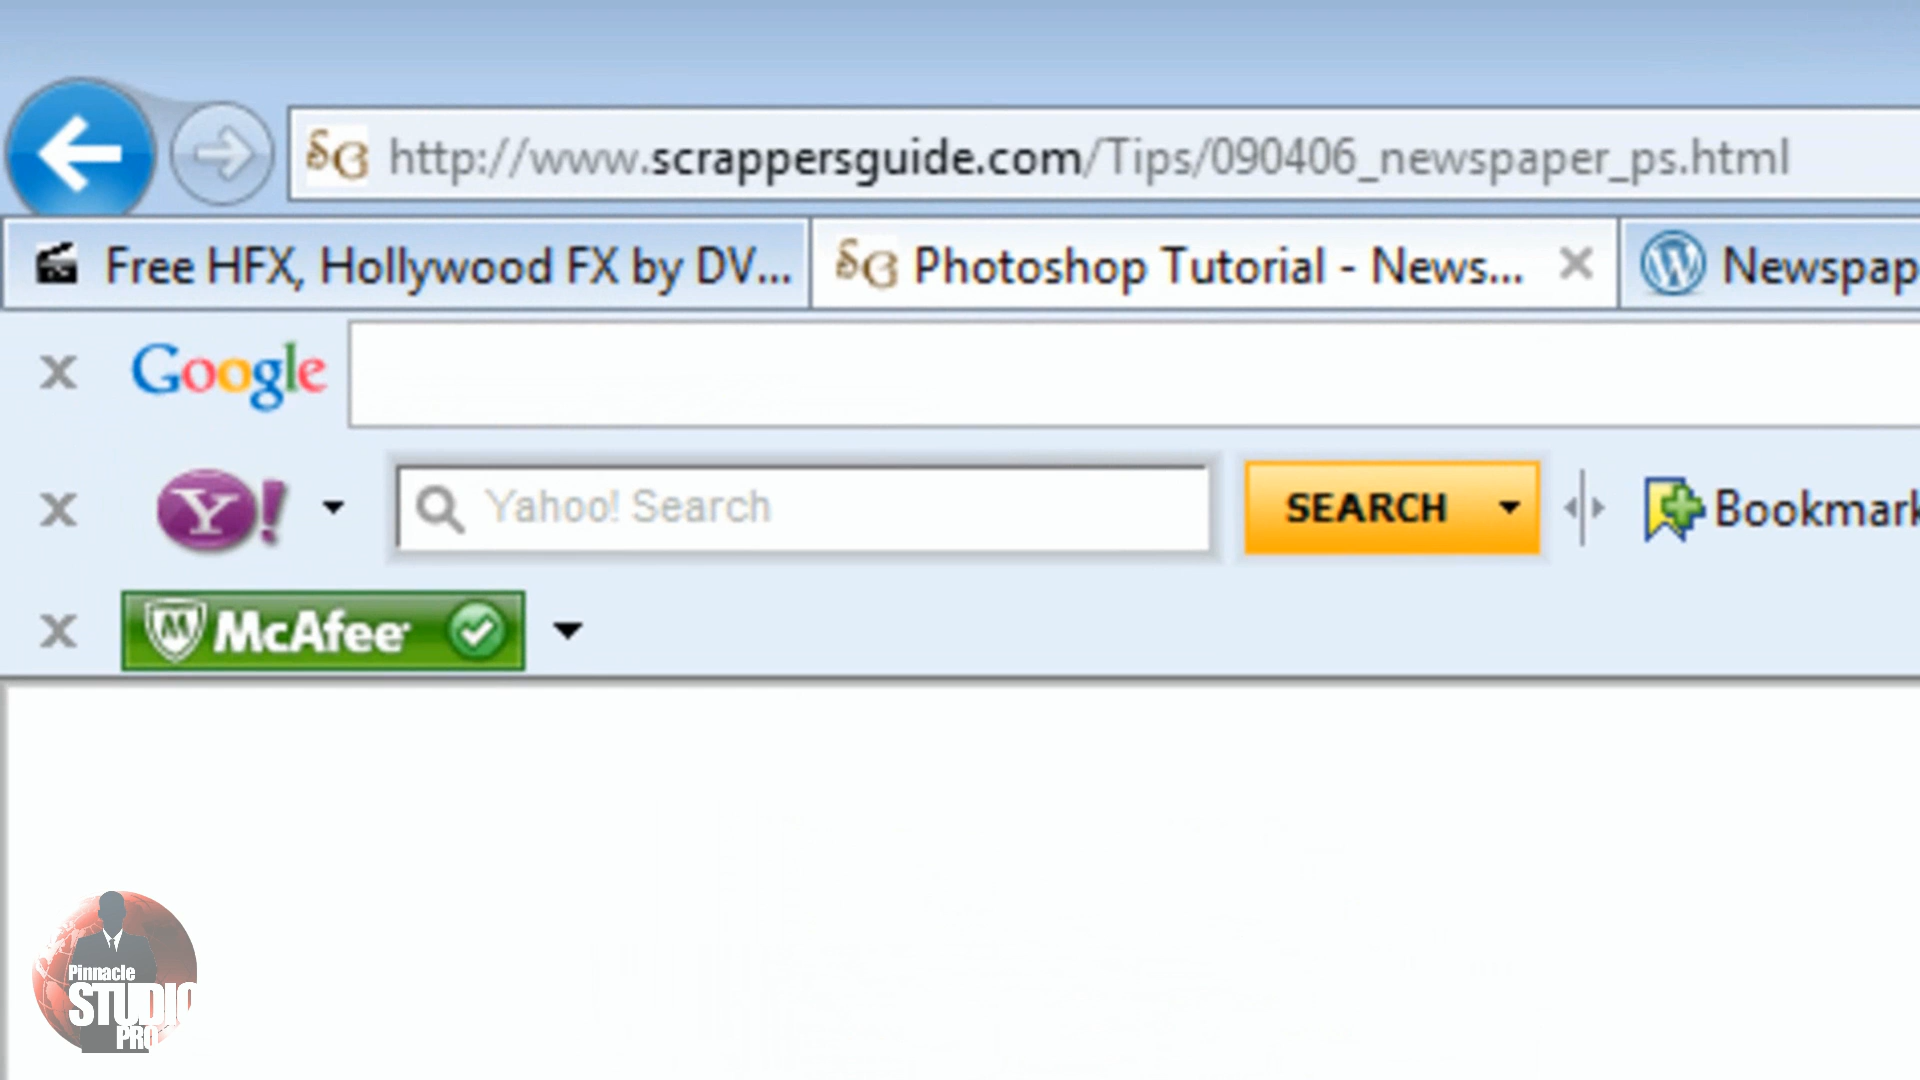 http://www.scrappersguide.com/Tips/090406_newspaper_ps.html
Free HFX, Hollywood FX by DV... Photoshop Tutorial - News... Newspap
Google
Y! Yahoo! Search SEARCH Bookmark
McAfee
Pinnacle
STUDIO
PRO